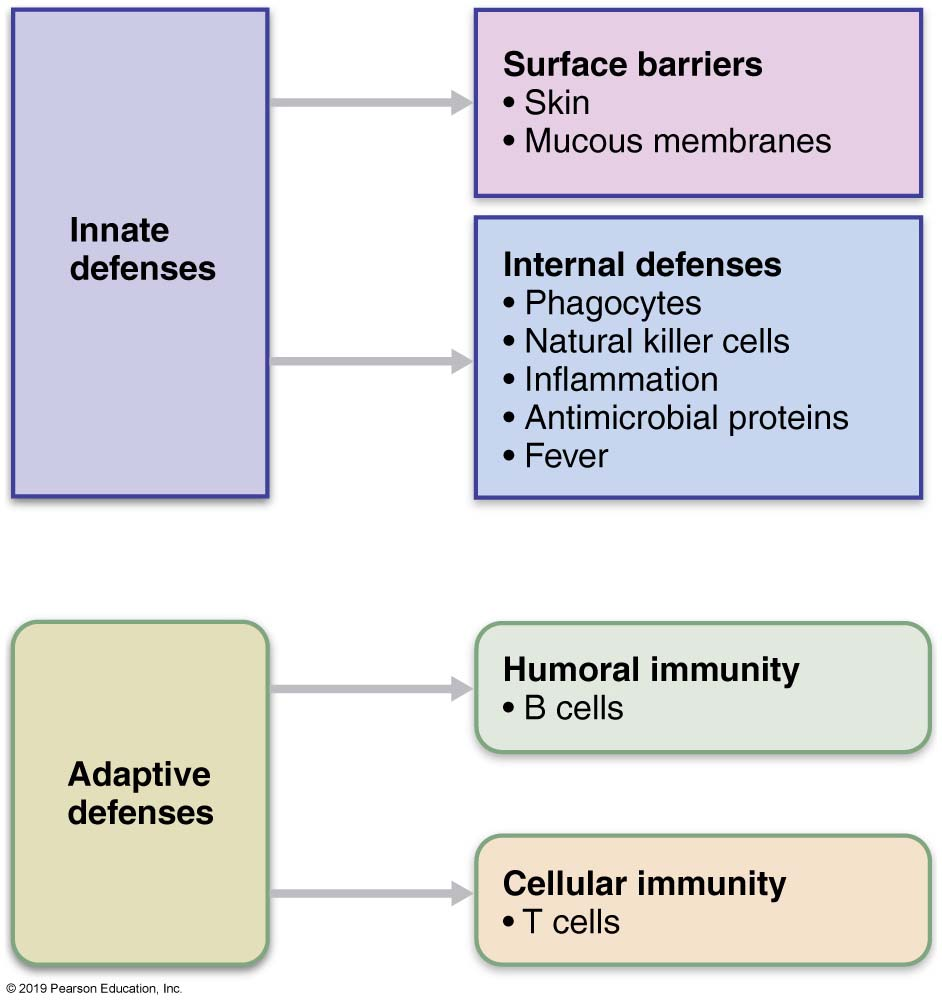 Innate
defenses
Surface barriers
• Skin
• Mucous membranes
Internal defenses
• Phagocytes
• Natural killer cells
• Inflammation
• Antimicrobial proteins
• Fever
Adaptive
defenses
Humoral immunity
• B cells
Cellular immunity
• T cells
© 2019 Pearson Education, Inc.